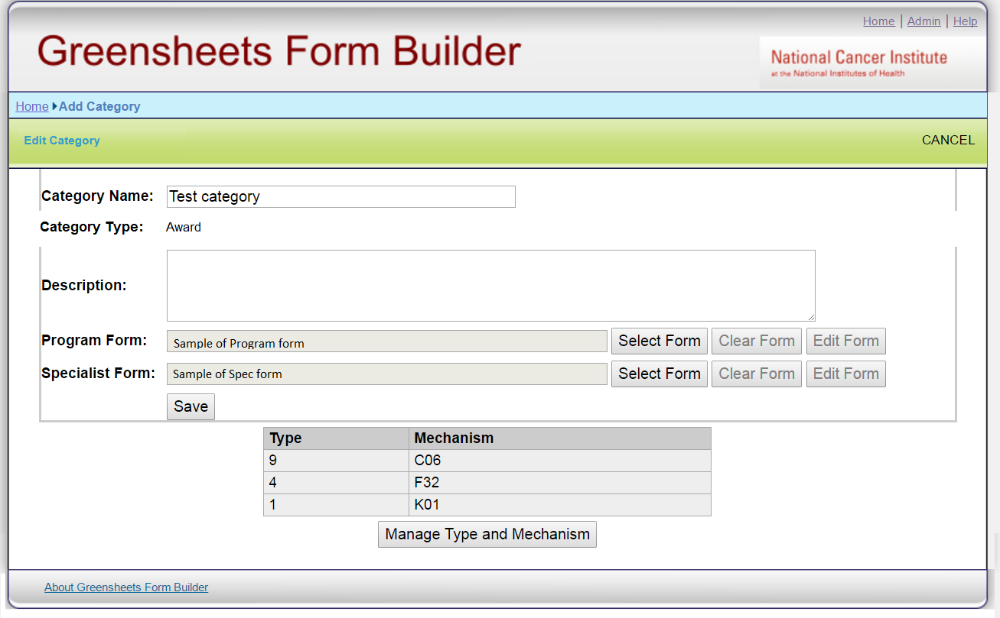 Home | Admin | Help
Greensheets Form Builder
National Cancer Institute
at the National Institutes of Health
Home Add Category
Edit Category CANCEL
Category Name: Test category
Category Type: Award
Description:
Program Form: Sample of Program form Select Form Clear Form Edit Form
Specialist Form: Sample of Spec form Select Form Clear Form Edit Form
Save
Type Mechanism
9 C06
4 F32
1 K01
Manage Type and Mechanism
About Greensheets Form Builder